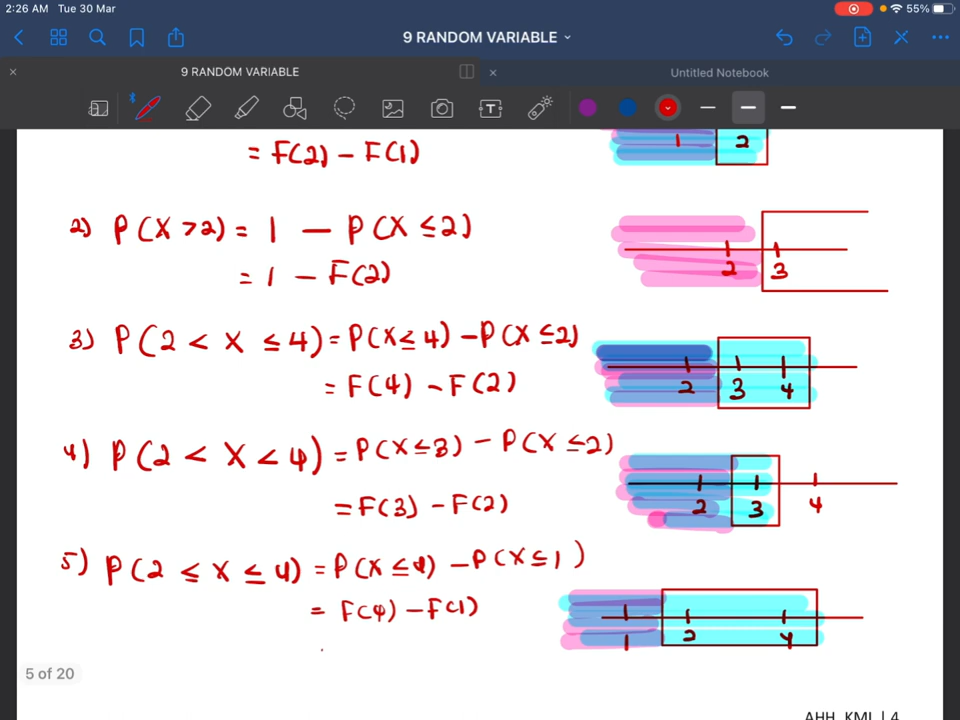 2:26 AM Tue 30 Mar
55%
9 RANDOM VARIABLE
9 RANDOM VARIABLE
Untitled Notebook
= F(2) − F(1)
1 2
2) P(X > 2) = 1 − P(X ≤ 2)
= 1 − F(2)
2 3
3) P(2 < X ≤ 4) = P(X ≤ 4) − P(X ≤ 2)
= F(4) − F(2)
2 3 4
4) P(2 < X < 4) = P(X ≤ 3) − P(X ≤ 2)
= F(3) − F(2)
2 3 4
5) P(2 ≤ X ≤ 4) = P(X ≤ 4) − P(X ≤ 1)
= F(4) − F(1)
1 2 4
5 of 20
AHH_KML | 4